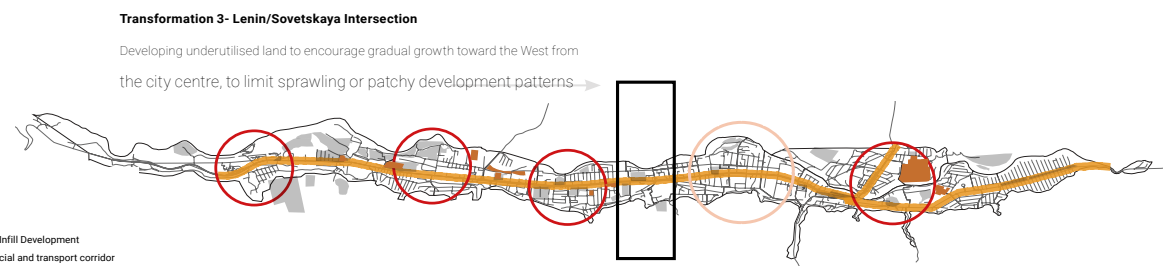 Transformation 3- Lenin/Sovetskaya Intersection
Developing underutilised land to encourage gradual growth toward the West from
the city centre, to limit sprawling or patchy development patterns
Infill Development
cial and transport corridor